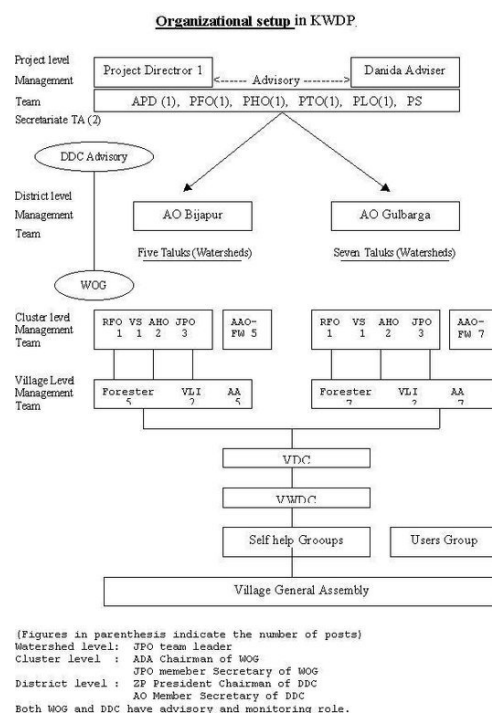 Organizational setup in KWDP
Project level
Management
Team
Secretariate TA (2)
Project Directror 1
<------ Advisory ------>
Danida Adviser
APD (1), PFO(1), PHO(1), PTO(1), PLO(1), PS
DDC Advisory
District level
Management
Team
AO Bijapur
AO Gulbarga
Five Taluks (Watersheds)
Seven Taluks (Watersheds)
WOG
Cluster level
Management
Team
RFO VS AHO JPO
1 1 2 3
AAO-
FW 5
RFO VS AHO JPO
1 1 2 3
AAO-
FW 7
Village Level
Management
Team
Forester VLI AA
5 2 5
Forester VLI AA
7 2 7
VDC
VWDC
Self help Grooups
Users Group
Village General Assembly
(Figures in parenthesis indicate the number of posts)
Watershed level: JPO team leader
Cluster level : ADA Chairman of WOG
JPO memeber Secretary of WOG
District level : ZP President Chairman of DDC
AO Member Secretary of DDC
Both WOG and DDC have advisory and monitoring role.